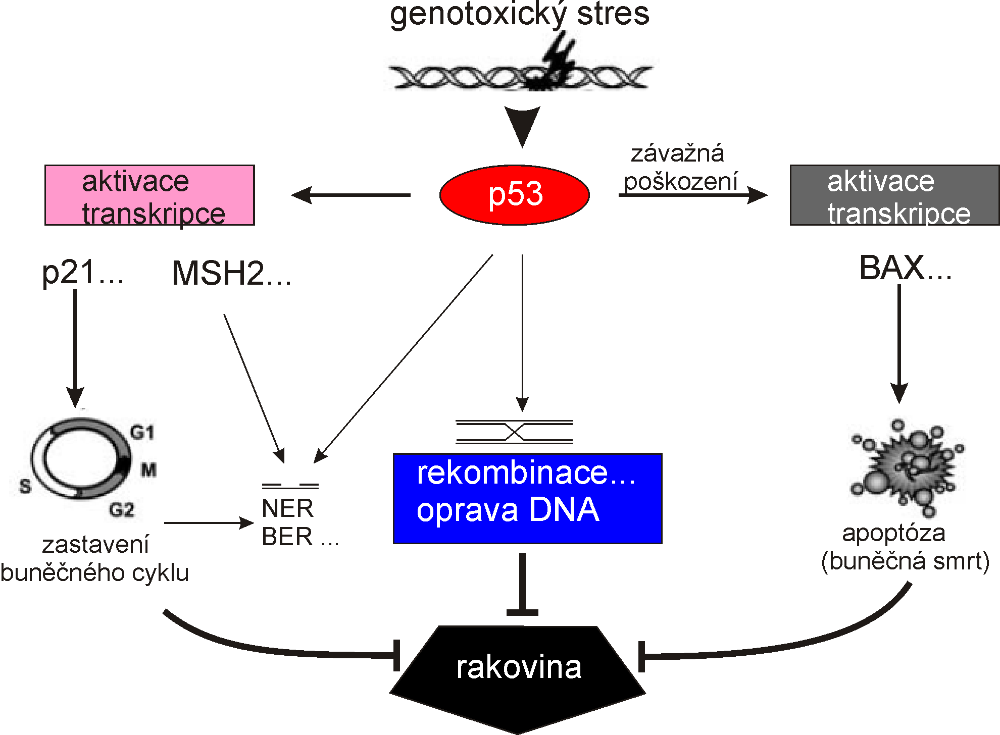 genotoxický stres
závažná
poškození
aktivace
transkripce
p53
aktivace
transkripce
p21...
MSH2...
BAX...
G1
M
S
G2
rekombinace...
oprava DNA
NER
BER ...
zastavení
buněčného cyklu
apoptóza
(buněčná smrt)
rakovina